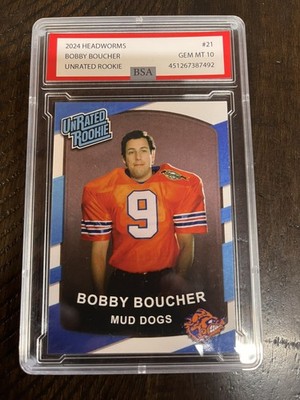 2024 HEADWORMS #21
BOBBY BOUCHER GEM MT 10
UNRATED ROOKIE BSA 451267387492
UNRATED
ROOKIE
9
BOBBY BOUCHER
MUD DOGS